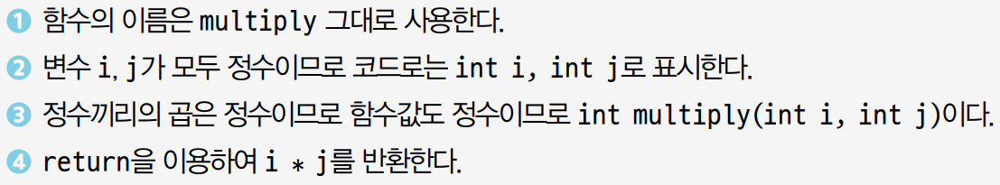 1 함수의 이름은 multiply 그대로 사용한다.
2 변수 i, j가 모두 정수이므로 코드로는 int i, int j로 표시한다.
3 정수끼리의 곱은 정수이므로 함수값도 정수이므로 int multiply(int i, int j)이다.
4 return을 이용하여 i * j를 반환한다.